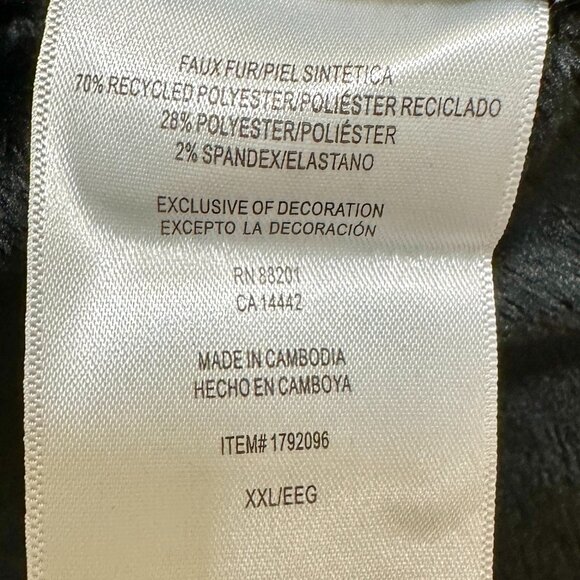 FAUX FUR/PIEL SINTÉTICA
70% RECYCLED POLYESTER/POLIÉSTER RECICLADO
28% POLYESTER/POLIÉSTER
2% SPANDEX/ELASTANO
EXCLUSIVE OF DECORATION
EXCEPTO LA DECORACIÓN
RN 88201
CA 14442
MADE IN CAMBODIA
HECHO EN CAMBOYA
ITEM# 1792096
XXL/EEG